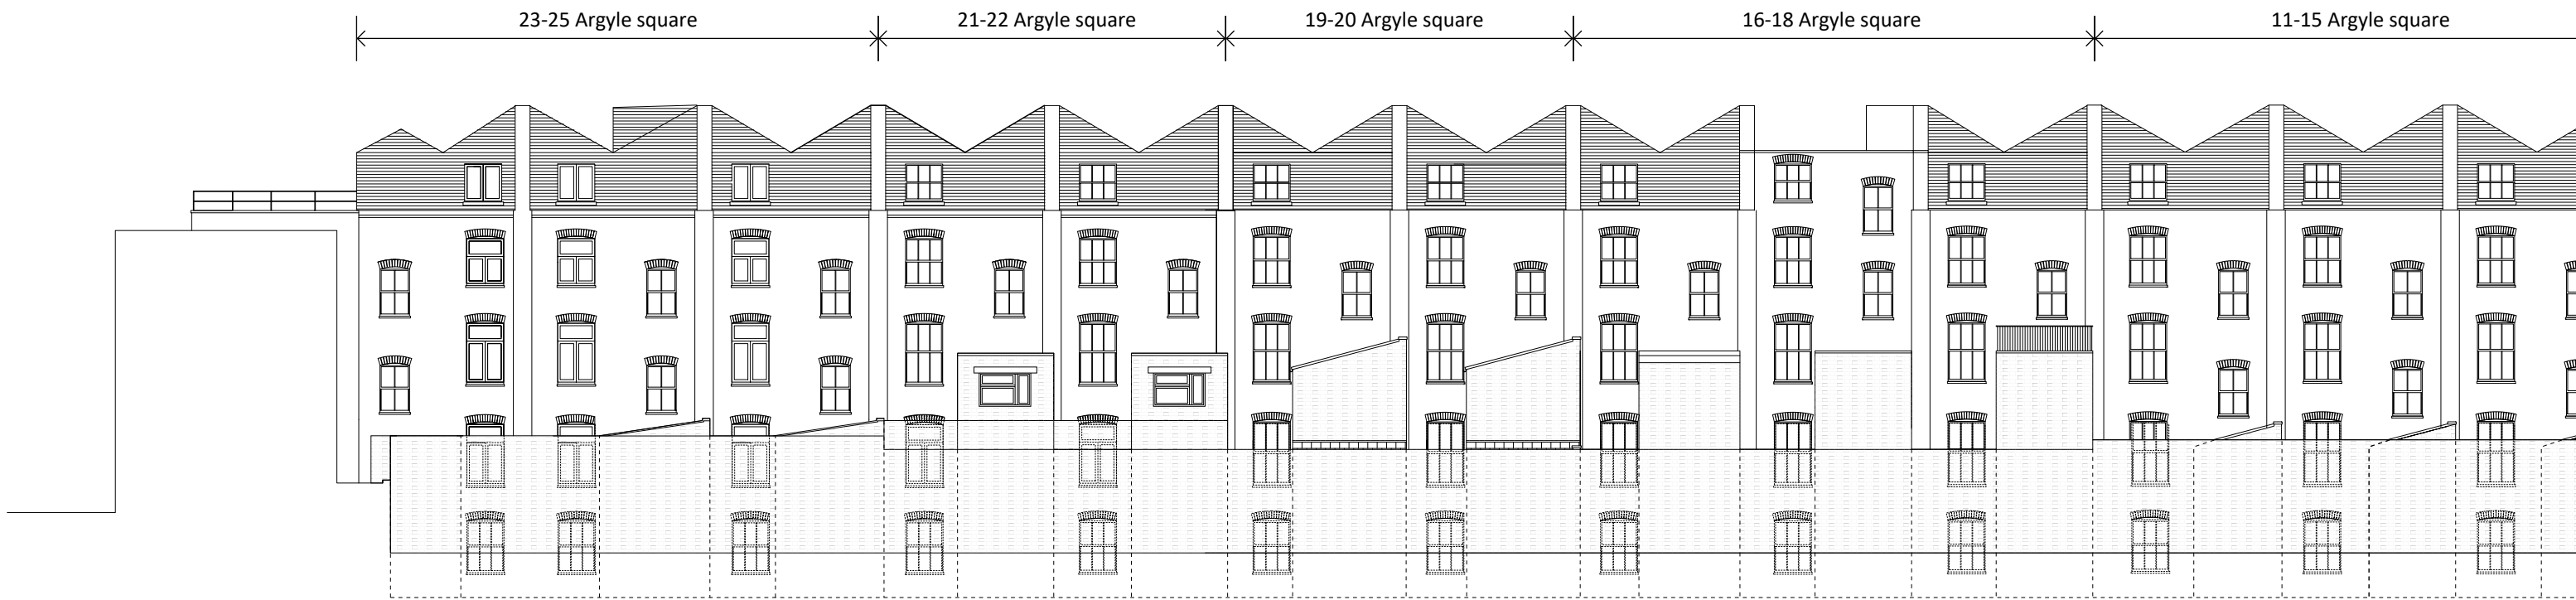 23-25 Argyle square
21-22 Argyle square
19-20 Argyle square
16-18 Argyle square
11-15 Argyle square